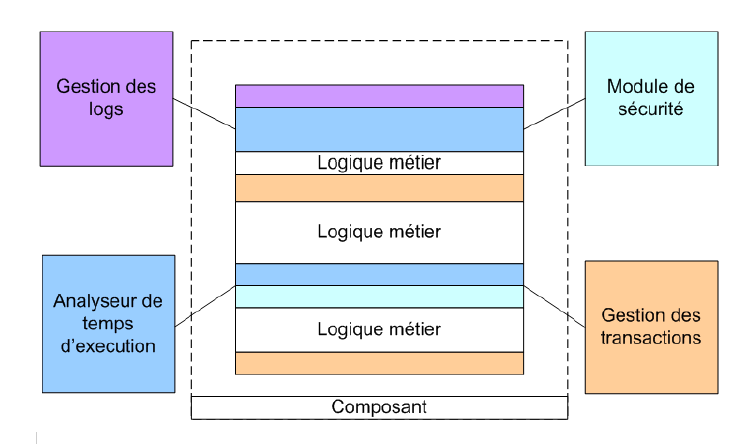 Gestion des
logs
Module de
sécurité
Logique métier
Logique métier
Analyseur de
temps
d'execution
Logique métier
Gestion des
transactions
Composant